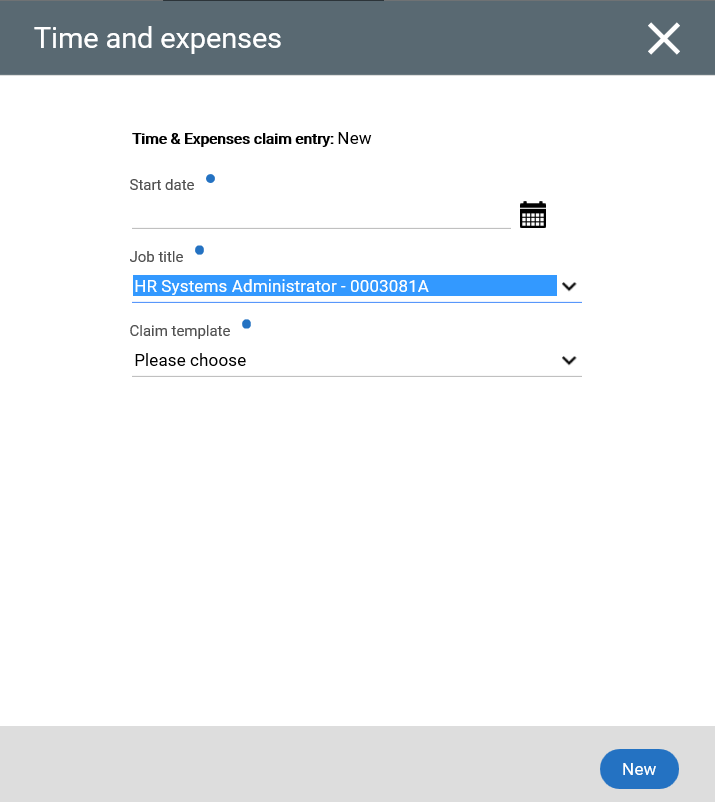 Time and expenses
Time & Expenses claim entry: New
Start date
Job title
HR Systems Administrator - 0003081A
Claim template
Please choose
New